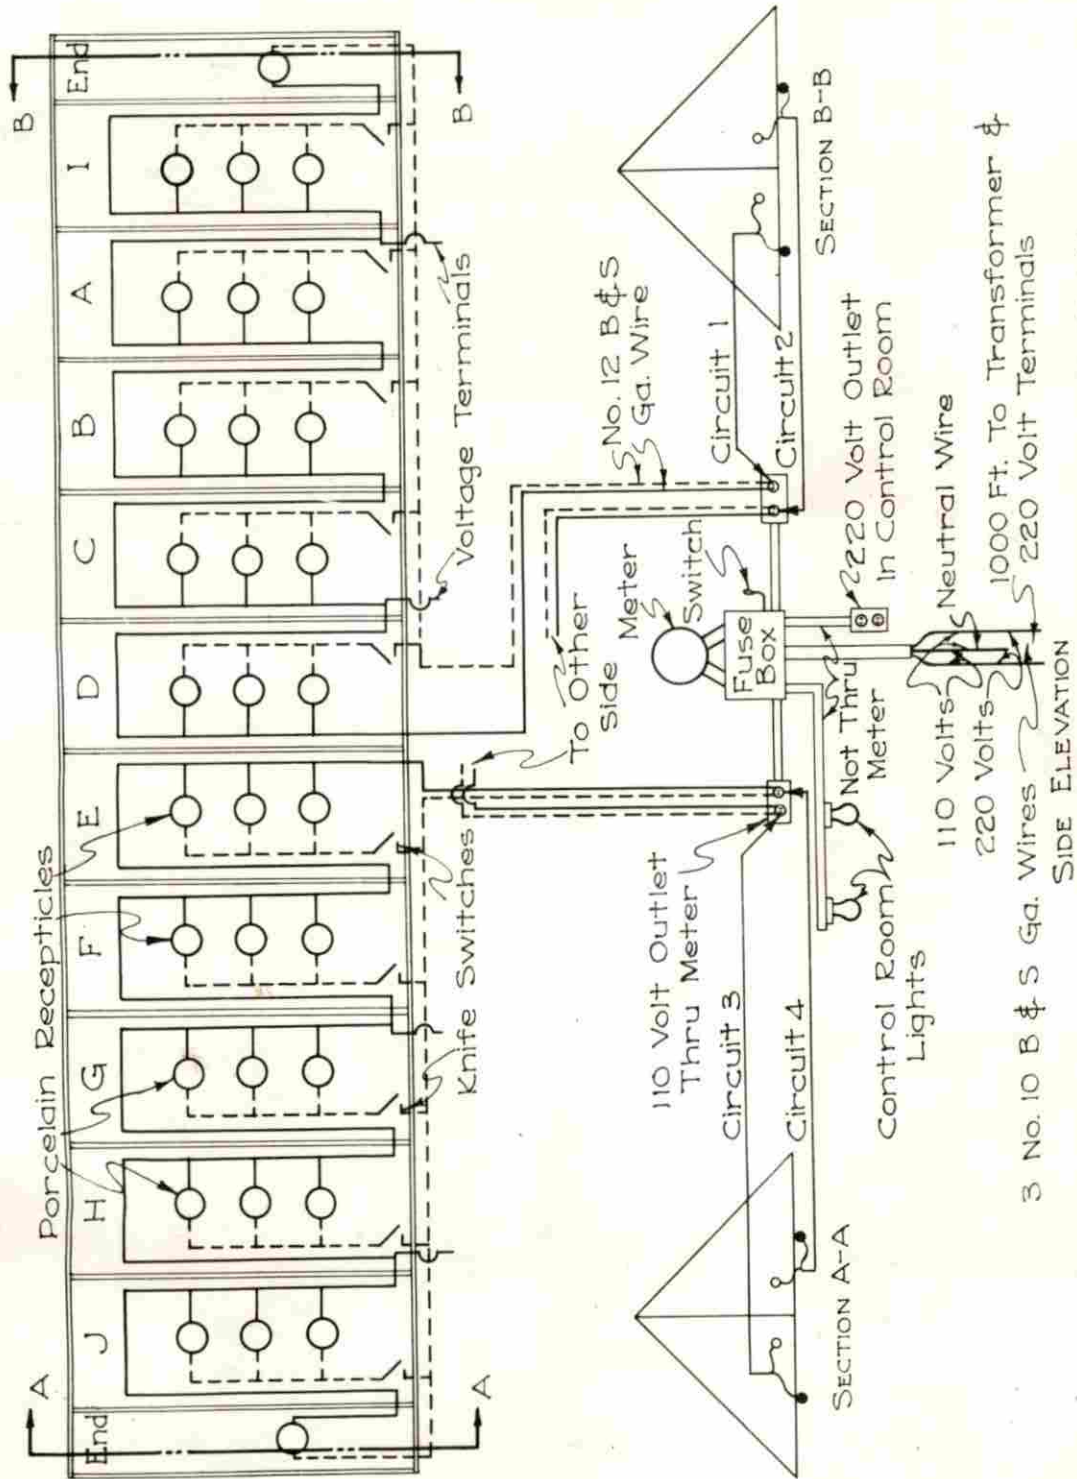 Porcelain Recepticles
A
A
End
J
H
G
F
E
D
C
B
A
I
End
B
B
Knife Switches
Voltage Terminals
To Other
Side
No. 12 B & S
Ga. Wire
110 Volt Outlet
Thru Meter
Meter
Switch
Fuse
Box
Circuit 1
Circuit 2
Circuit 3
Circuit 4
220 Volt Outlet
In Control Room
Control Room
Lights
Not Thru
Meter
SECTION A-A
SECTION B-B
110 Volts
220 Volts
Neutral Wire
3 No. 10 B & S Ga. Wires
1000 Ft. To Transformer &
220 Volt Terminals
SIDE ELEVATION